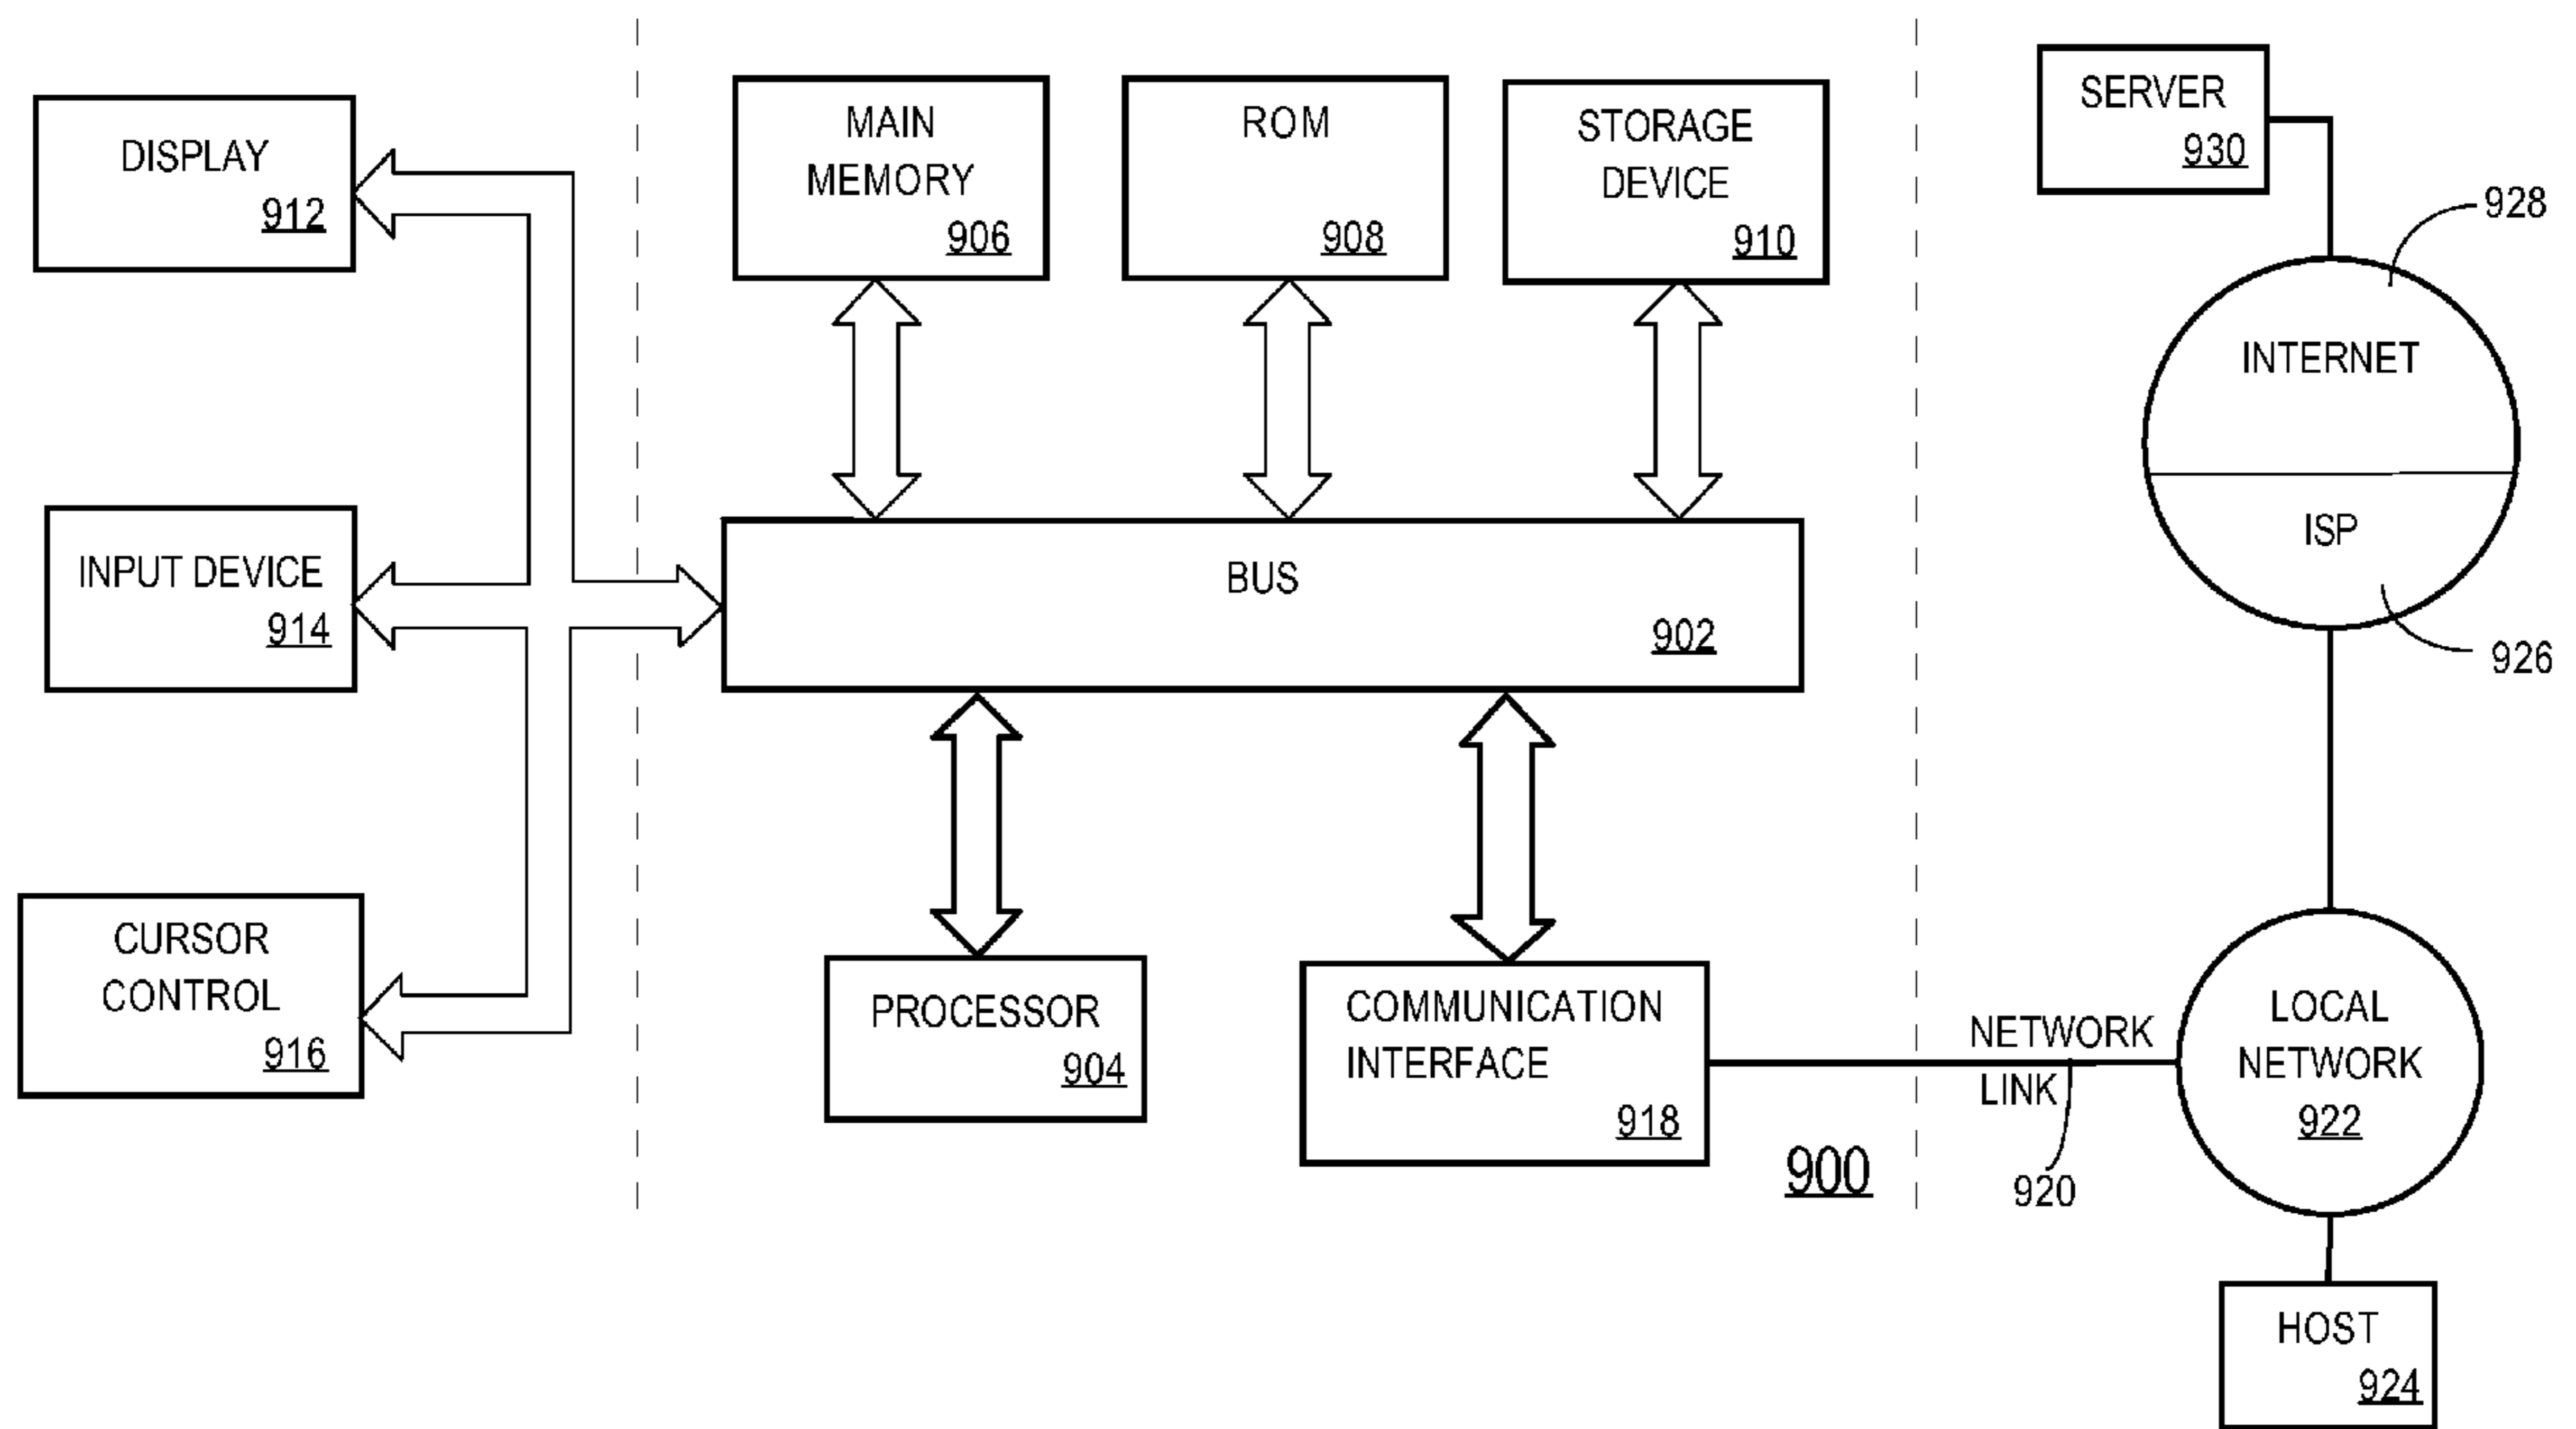 DISPLAY
912
INPUT DEVICE
914
CURSOR
CONTROL
916
MAIN
MEMORY
906
ROM
908
STORAGE
DEVICE
910
BUS
902
PROCESSOR
904
COMMUNICATION
INTERFACE
918
900
SERVER
930
928
INTERNET
ISP
926
NETWORK
LINK
920
LOCAL
NETWORK
922
HOST
924